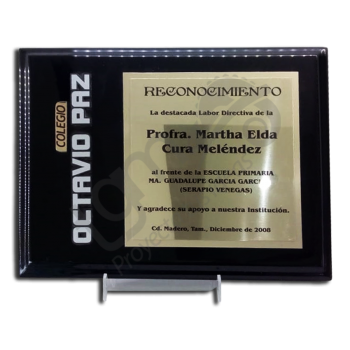 COLEGIO
OCTAVIO PAZ
RECONOCIMIENTO
La destacada Labor Directiva de la
Profra. Martha Elda
Cura Meléndez
al frente de la ESCUELA PRIMARIA
MA. GUADALUPE GARCIA GARCI
(SERAPIO VENEGAS)
Y agradece su apoyo a nuestra Institución.
Cd. Madero, Tam., Diciembre de 2008